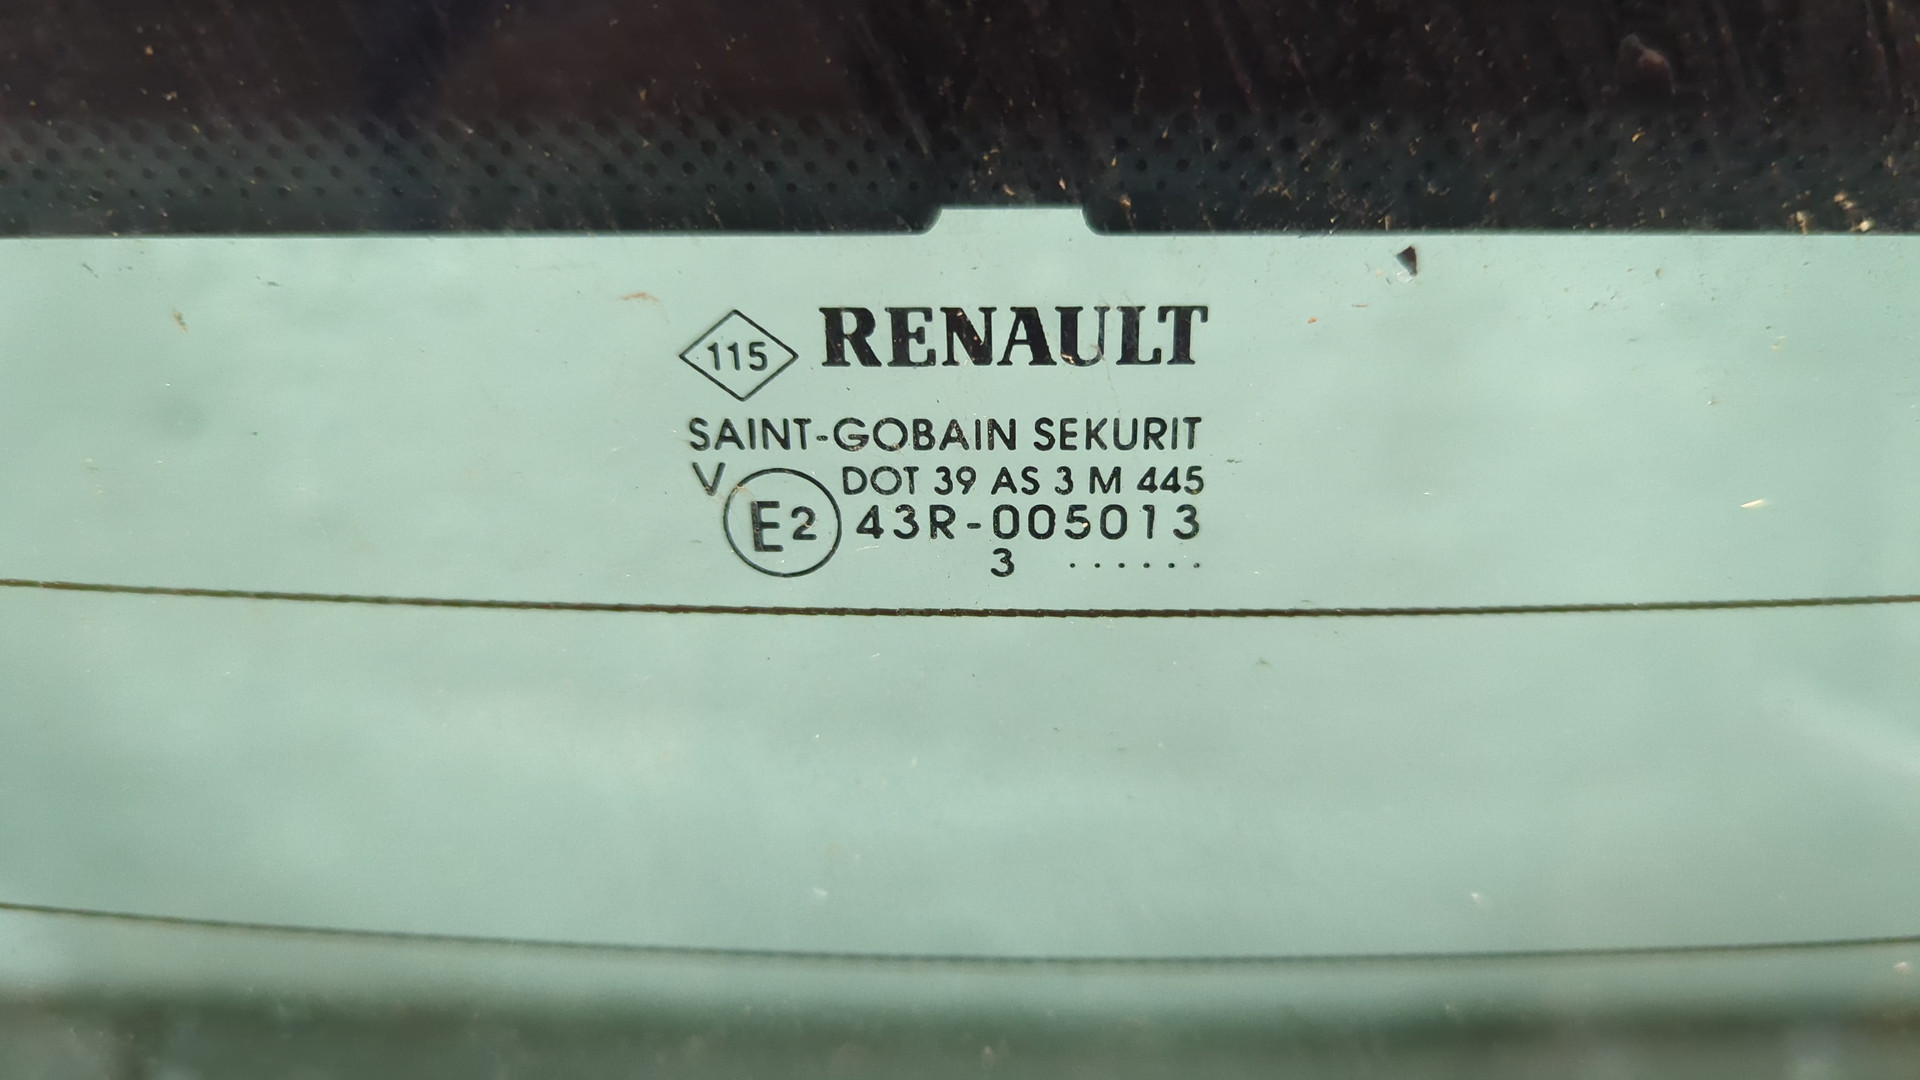 115 RENAULT
SAINT-GOBAIN SEKURIT
V DOT 39 AS 3 M 445
E2 43R-005013
3 ......